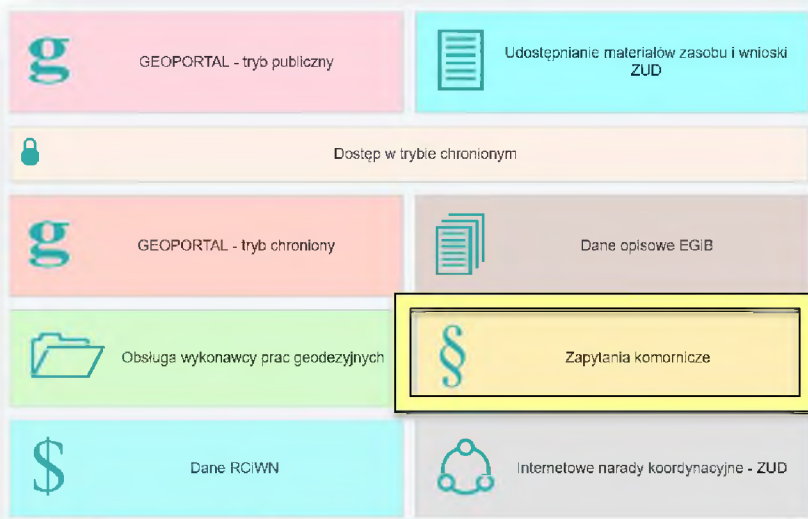 GEOPORTAL - tryb publiczny
Udostępnianie materiałów zasobu i wnioski
ZUD
Dostęp w trybie chronionym
GEOPORTAL - tryb chroniony
Dane opisowe EGiB
Obsługa wykonawcy prac geodezyjnych
§ Zapytania komornicze
$ Dane RCiWN
Internetowe narady koordynacyjne - ZUD